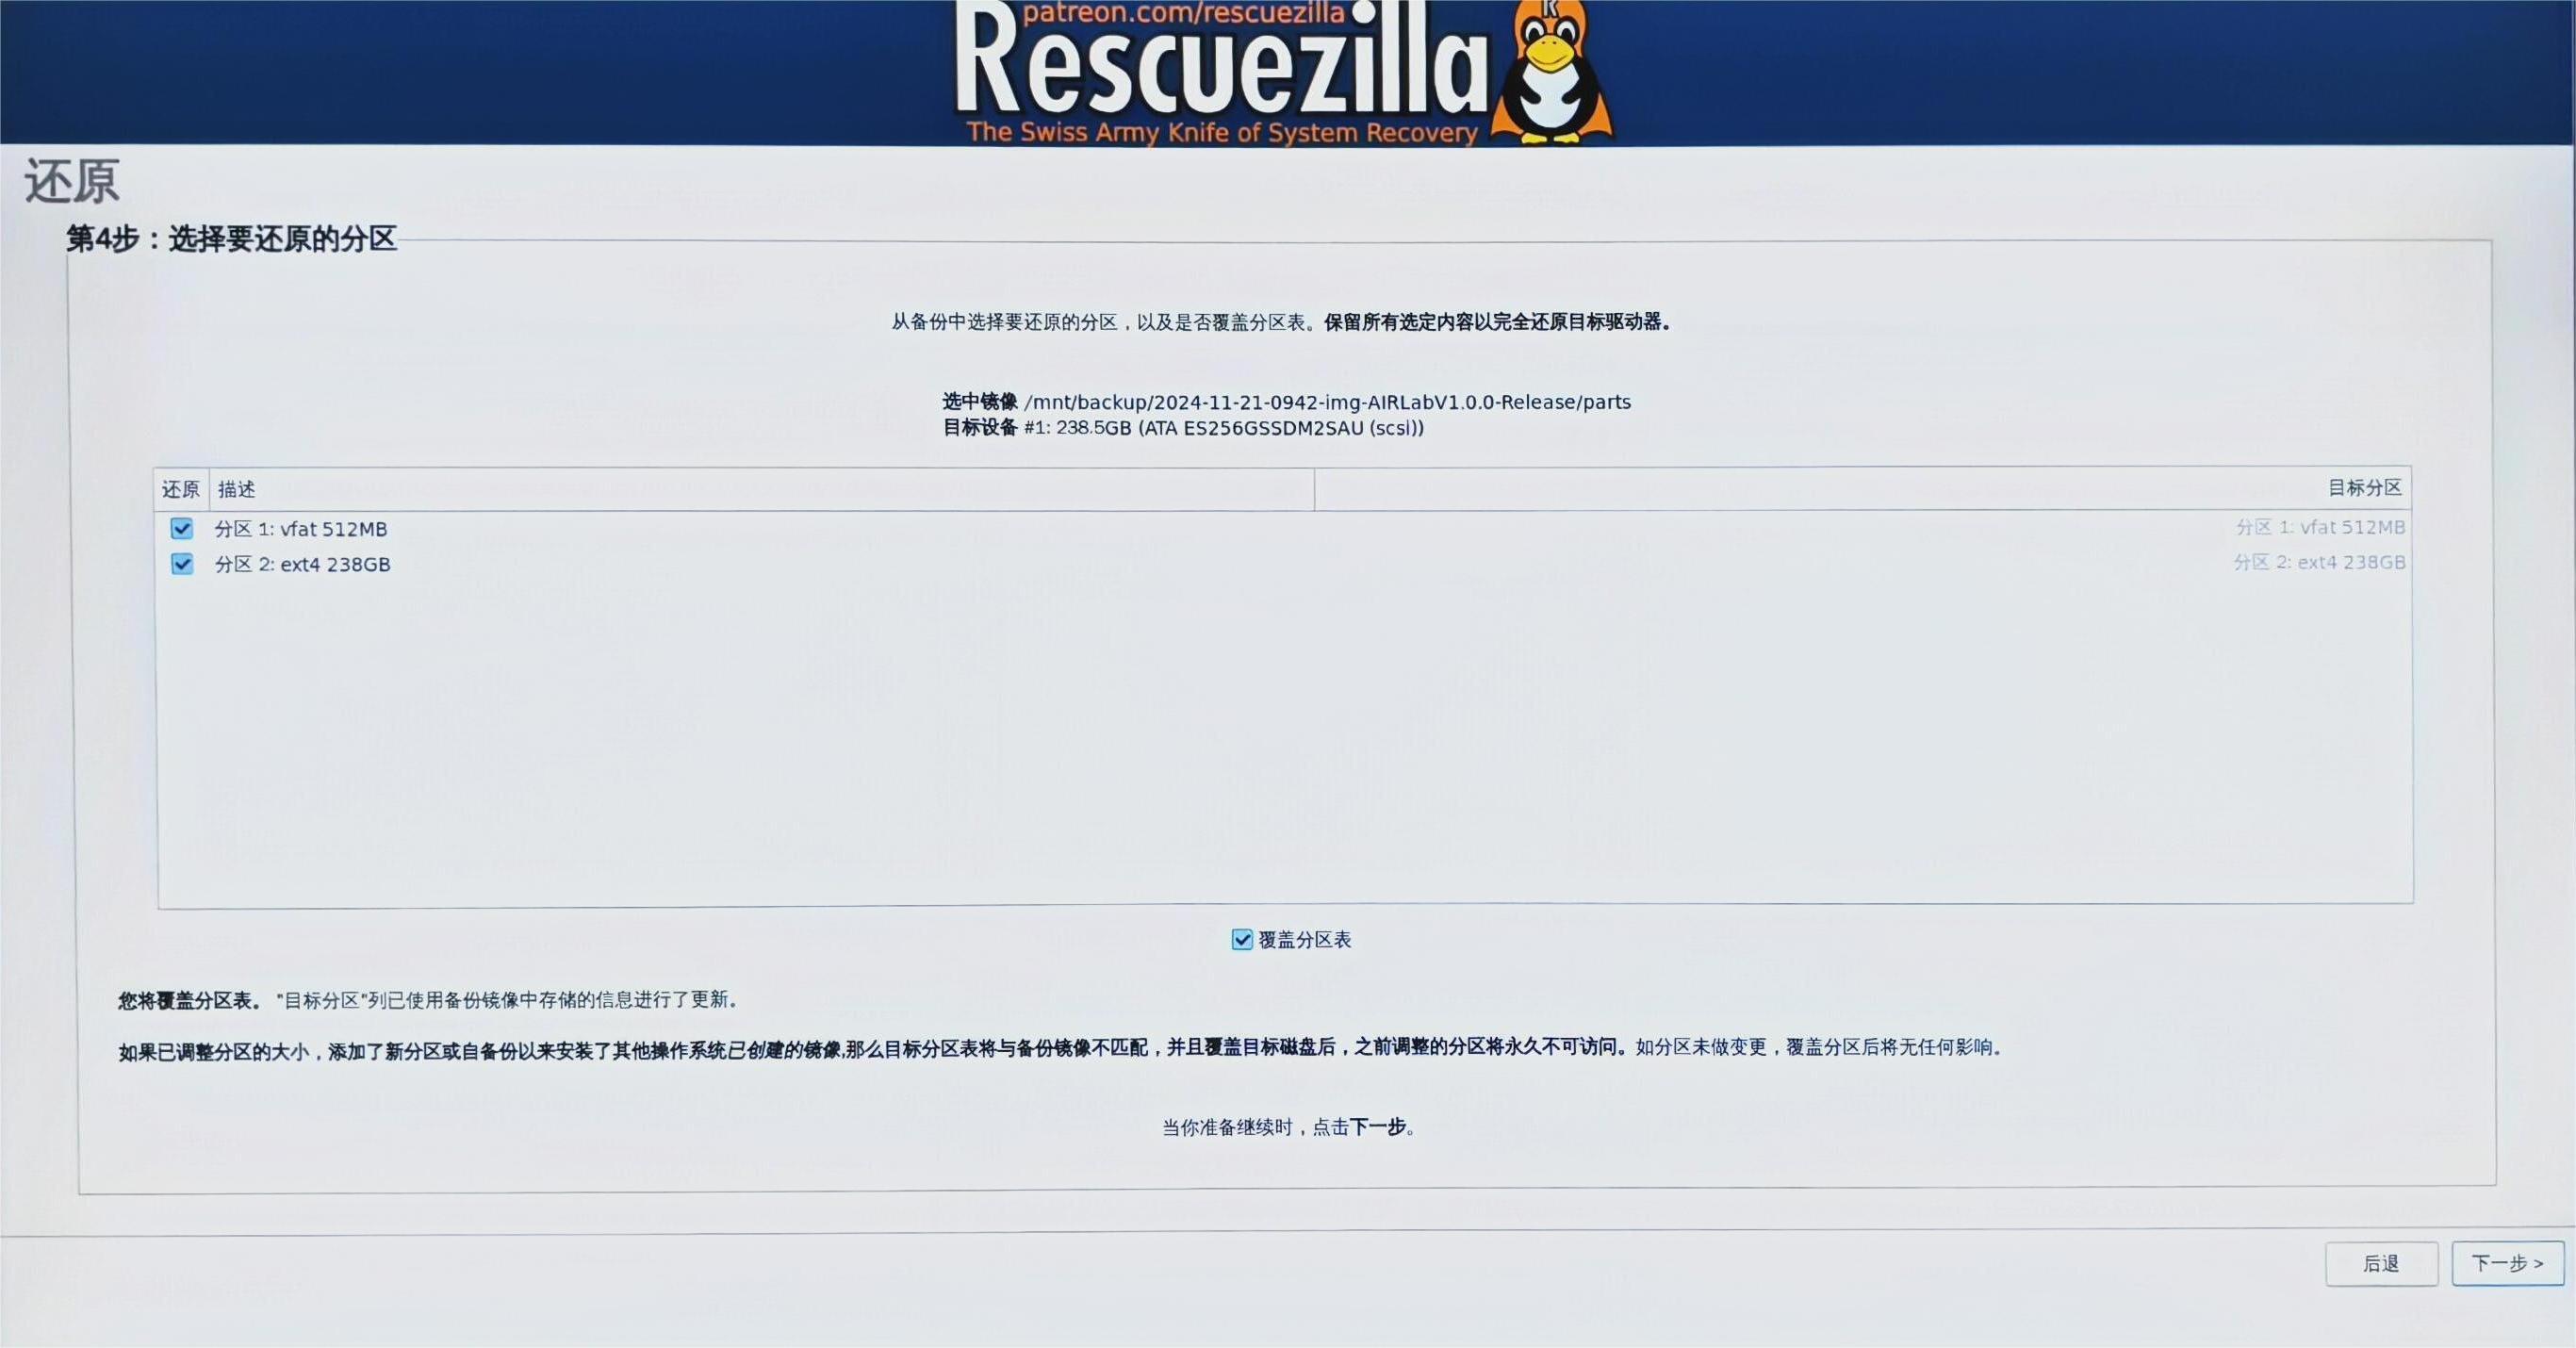 patreon.com/rescuezilla
Rescuezilla
The Swiss Army Knife of System Recovery
还原
第4步：选择要还原的分区
从备份中选择要还原的分区，以及是否覆盖分区表。保留所有选定内容以完全还原目标驱动器。
选中镜像 /mnt/backup/2024-11-21-0942-img-AIRLabV1.0.0-Release/parts
目标设备 #1: 238.5GB (ATA ES256GSSDM2SAU (scsi))
还原 描述 目标分区
分区 1: vfat 512MB 分区 1: vfat 512MB
分区 2: ext4 238GB 分区 2: ext4 238GB
覆盖分区表
您将覆盖分区表。 "目标分区"列已使用备份镜像中存储的信息进行了更新。
如果已调整分区的大小，添加了新分区或自备份以来安装了其他操作系统已创建的镜像,那么目标分区表将与备份镜像不匹配，并且覆盖目标磁盘后，之前调整的分区将永久不可访问。如分区未做变更，覆盖分区后将无任何影响。
当你准备继续时，点击下一步。
后退 下一步 >